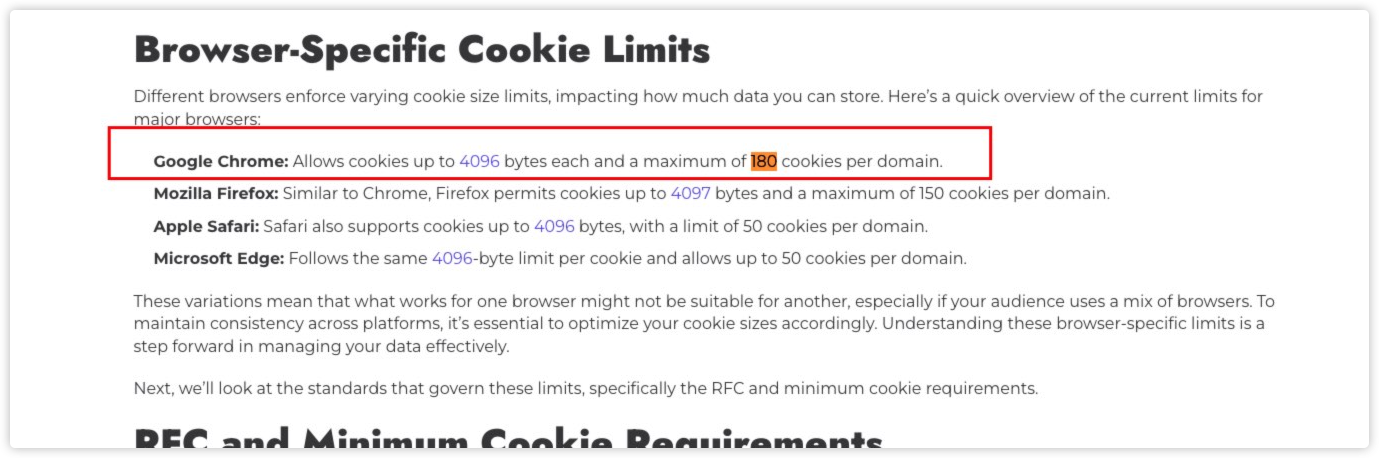 Browser-Specific Cookie Limits
Different browsers enforce varying cookie size limits, impacting how much data you can store. Here’s a quick overview of the current limits for
major browsers:
Google Chrome: Allows cookies up to 4096 bytes each and a maximum of 180 cookies per domain.
Mozilla Firefox: Similar to Chrome, Firefox permits cookies up to 4097 bytes and a maximum of 150 cookies per domain.
Apple Safari: Safari also supports cookies up to 4096 bytes, with a limit of 50 cookies per domain.
Microsoft Edge: Follows the same 4096-byte limit per cookie and allows up to 50 cookies per domain.
These variations mean that what works for one browser might not be suitable for another, especially if your audience uses a mix of browsers. To
maintain consistency across platforms, it’s essential to optimize your cookie sizes accordingly. Understanding these browser-specific limits is a
step forward in managing your data effectively.
Next, we’ll look at the standards that govern these limits, specifically the RFC and minimum cookie requirements.
RFC and Minimum Cookie Requirements